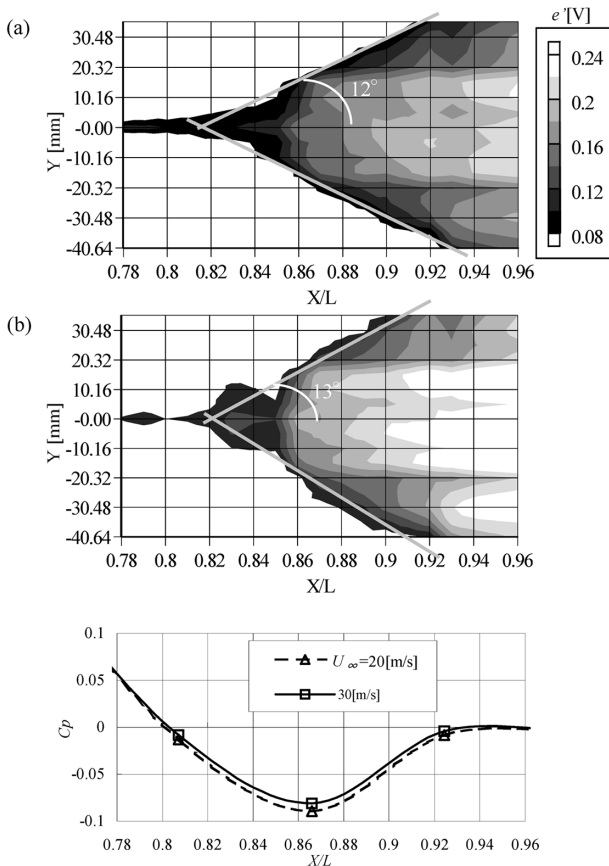 (a)
e'[V]
0.24
0.2
0.16
0.12
0.08
Y [mm]
30.48
20.32
10.16
-0.00
-10.16
-20.32
-30.48
-40.64
12°
0.78 0.8 0.82 0.84 0.86 0.88 0.9 0.92 0.94 0.96
X/L
(b)
Y [mm]
30.48
20.32
10.16
-0.00
-10.16
-20.32
-30.48
-40.64
13°
0.78 0.8 0.82 0.84 0.86 0.88 0.9 0.92 0.94 0.96
X/L
Cp
0.1
0.05
0
-0.05
-0.1
U∞=20[m/s]
30[m/s]
0.78 0.8 0.82 0.84 0.86 0.88 0.9 0.92 0.94 0.96
X/L